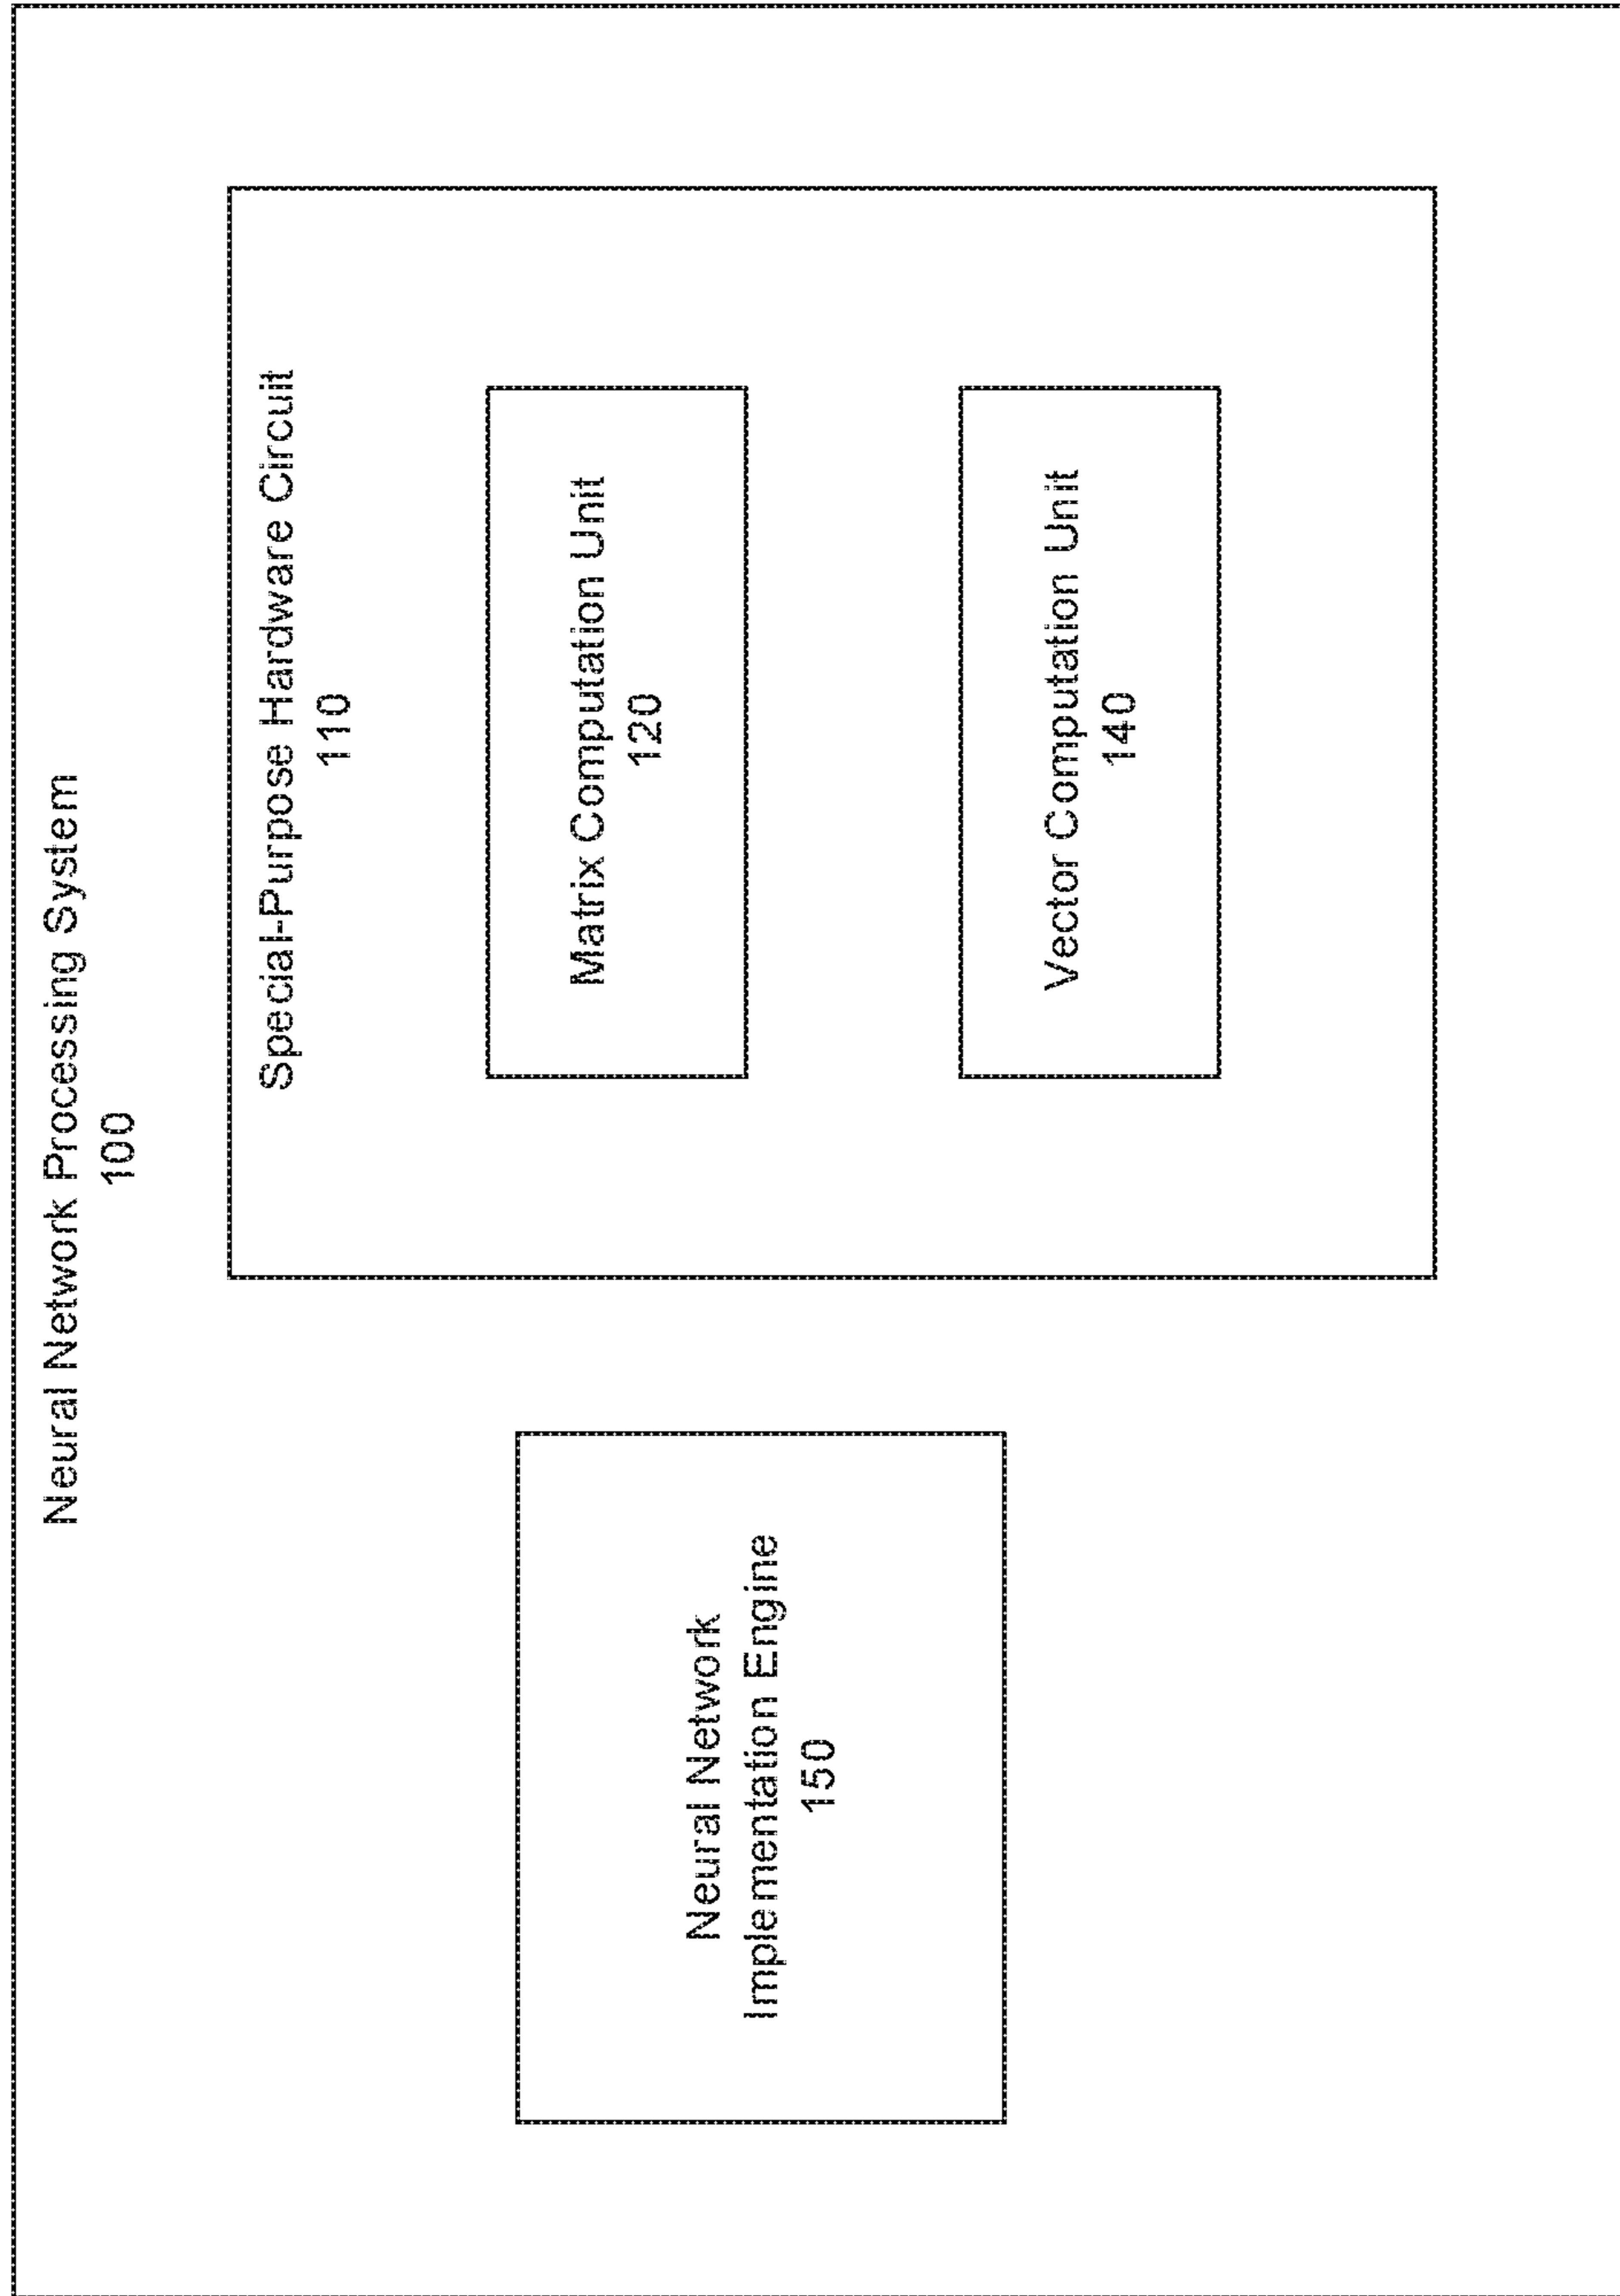 Neural Network Processing System
100
Neural Network
Implementation Engine
150
Special-Purpose Hardware Circuit
110
Matrix Computation Unit
120
Vector Computation Unit
140